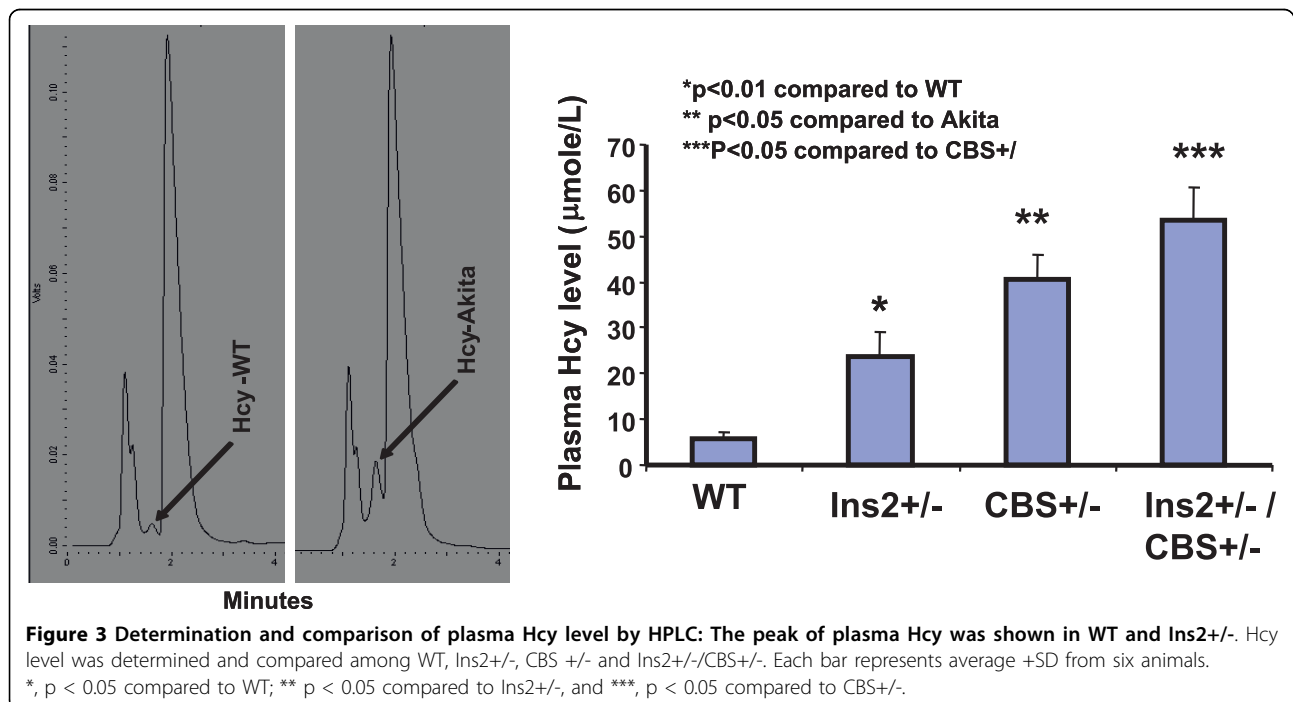 0.10
0.08
0.06
0.04
0.02
0.00
Volts
0
2
4
2
4
Hcy -WT
Hcy-Akita
Minutes
*p<0.01 compared to WT
** p<0.05 compared to Akita
***P<0.05 compared to CBS+/
Plasma Hcy level (µmole/L)
70
60
50
40
30
20
10
0
*
**
***
WT
Ins2+/-
CBS+/-
Ins2+/- /
CBS+/-
Figure 3 Determination and comparison of plasma Hcy level by HPLC: The peak of plasma Hcy was shown in WT and Ins2+/-. Hcy
level was determined and compared among WT, Ins2+/-, CBS +/- and Ins2+/-/CBS+/-. Each bar represents average +SD from six animals.
*, p < 0.05 compared to WT; ** p < 0.05 compared to Ins2+/-, and ***, p < 0.05 compared to CBS+/-.